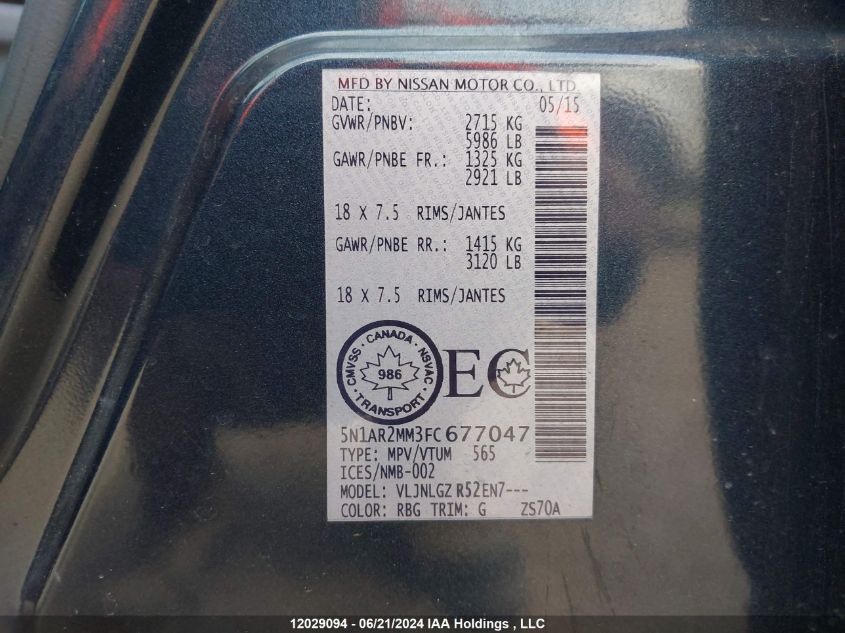 MFD BY NISSAN MOTOR CO., LTD.
DATE: 05/15
GVWR/PNBV: 2715 KG
5986 LB
GAWR/PNBE FR.: 1325 KG
2921 LB
18 X 7.5 RIMS/JANTES
GAWR/PNBE RR.: 1415 KG
3120 LB
18 X 7.5 RIMS/JANTES
CANADA
CMVSS · NSVAC
986
TRANSPORT
EC
5N1AR2MM3FC677047
TYPE: MPV/VTUM 565
ICES/NMB-002
MODEL: VLJNLGZ R52EN7---
COLOR: RBG TRIM: G ZS70A
12029094 - 06/21/2024 IAA Holdings , LLC